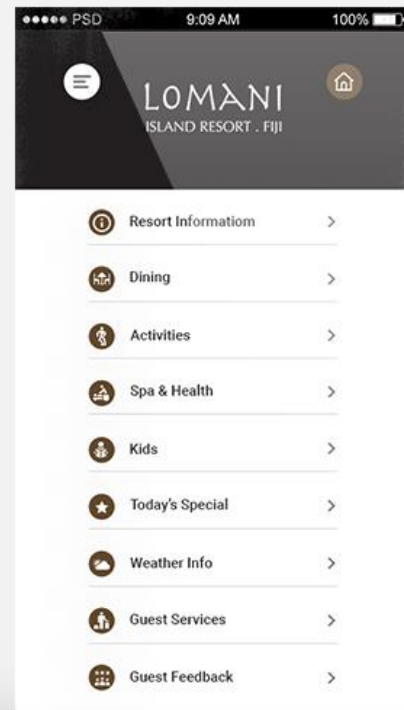 PSD 9:09 AM 100%
LOMANI
ISLAND RESORT . FIJI
Resort Informatiom
Dining
Activities
Spa & Health
Kids
Today's Special
Weather Info
Guest Services
Guest Feedback